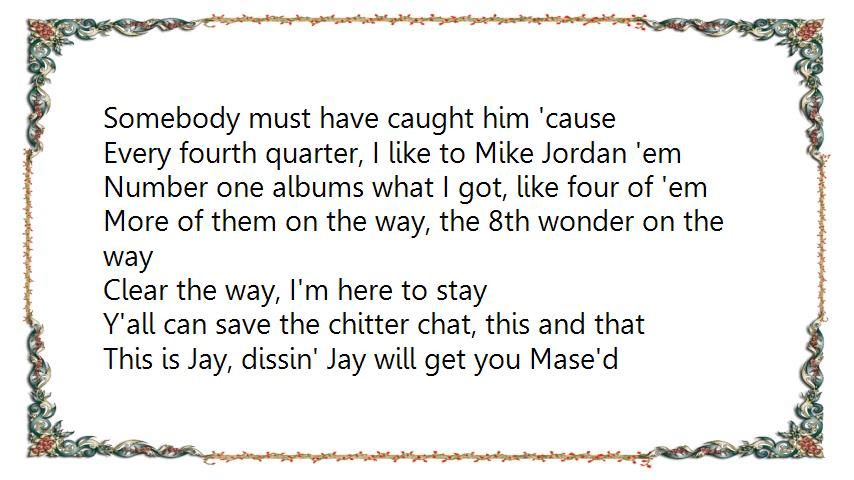 Somebody must have caught him 'cause
Every fourth quarter, I like to Mike Jordan 'em
Number one albums what I got, like four of 'em
More of them on the way, the 8th wonder on the
way
Clear the way, I'm here to stay
Y'all can save the chitter chat, this and that
This is Jay, dissin' Jay will get you Mase'd